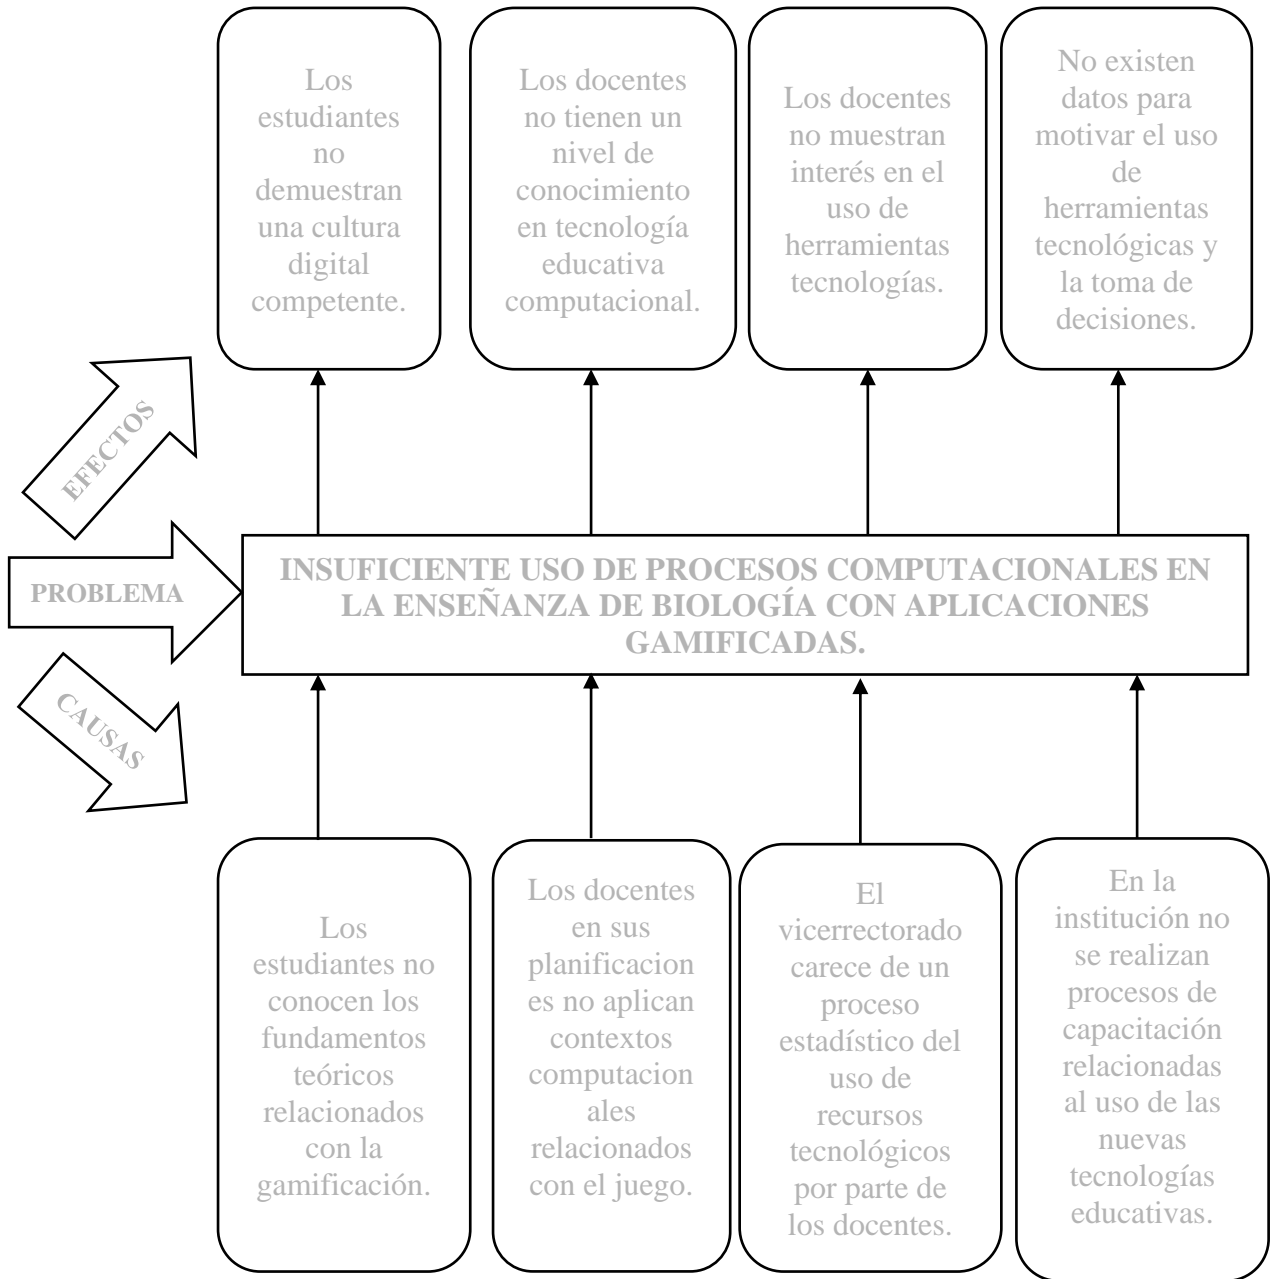 Los
estudiantes
no
demuestran
una cultura
digital
competente.
Los docentes
no tienen un
nivel de
conocimiento
en tecnología
educativa
computacional.
Los docentes
no muestran
interés en el
uso de
herramientas
tecnologías.
No existen
datos para
motivar el uso
de
herramientas
tecnológicas y
la toma de
decisiones.
EFECTOS
PROBLEMA
INSUFICIENTE USO DE PROCESOS COMPUTACIONALES EN
LA ENSEÑANZA DE BIOLOGÍA CON APLICACIONES
GAMIFICADAS.
CAUSAS
Los
estudiantes no
conocen los
fundamentos
teóricos
relacionados
con la
gamificación.
Los docentes
en sus
planificacion
es no aplican
contextos
computacion
ales
relacionados
con el juego.
El
vicerrectorado
carece de un
proceso
estadístico del
uso de
recursos
tecnológicos
por parte de
los docentes.
En la
institución no
se realizan
procesos de
capacitación
relacionadas
al uso de las
nuevas
tecnologías
educativas.